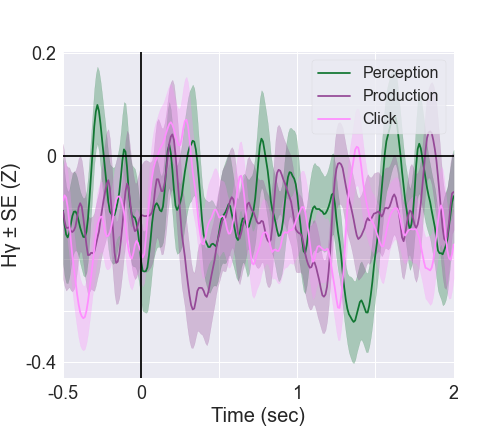 0.2
0
-0.4
Hγ ± SE (Z)
Perception
Production
Click
-0.5
0
1
2
Time (sec)